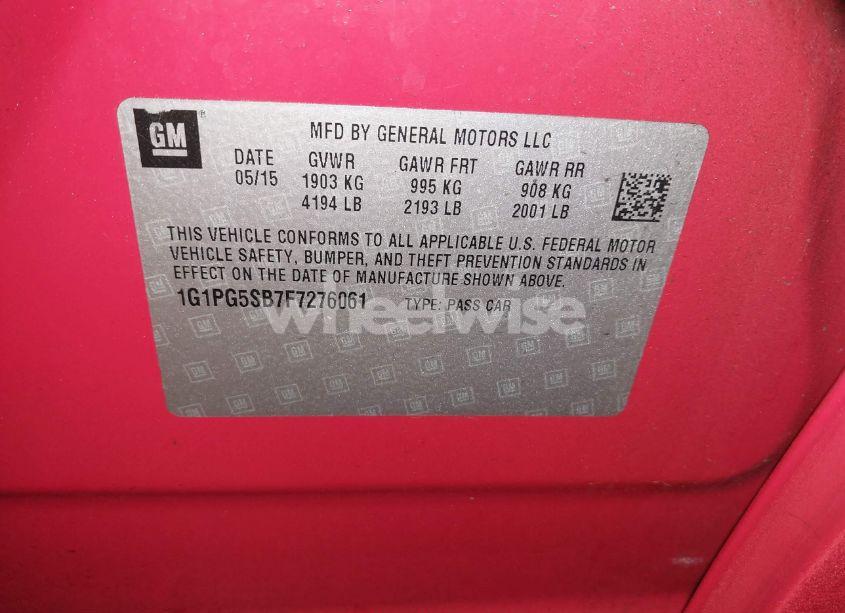 GM
MFD BY GENERAL MOTORS LLC
DATE GVWR GAWR FRT GAWR RR
05/15 1903 KG 995 KG 908 KG
4194 LB 2193 LB 2001 LB
THIS VEHICLE CONFORMS TO ALL APPLICABLE U.S. FEDERAL MOTOR
VEHICLE SAFETY, BUMPER, AND THEFT PREVENTION STANDARDS IN
EFFECT ON THE DATE OF MANUFACTURE SHOWN ABOVE.
1G1PG5SB7F7276061 TYPE: PASS CAR
wheelwise